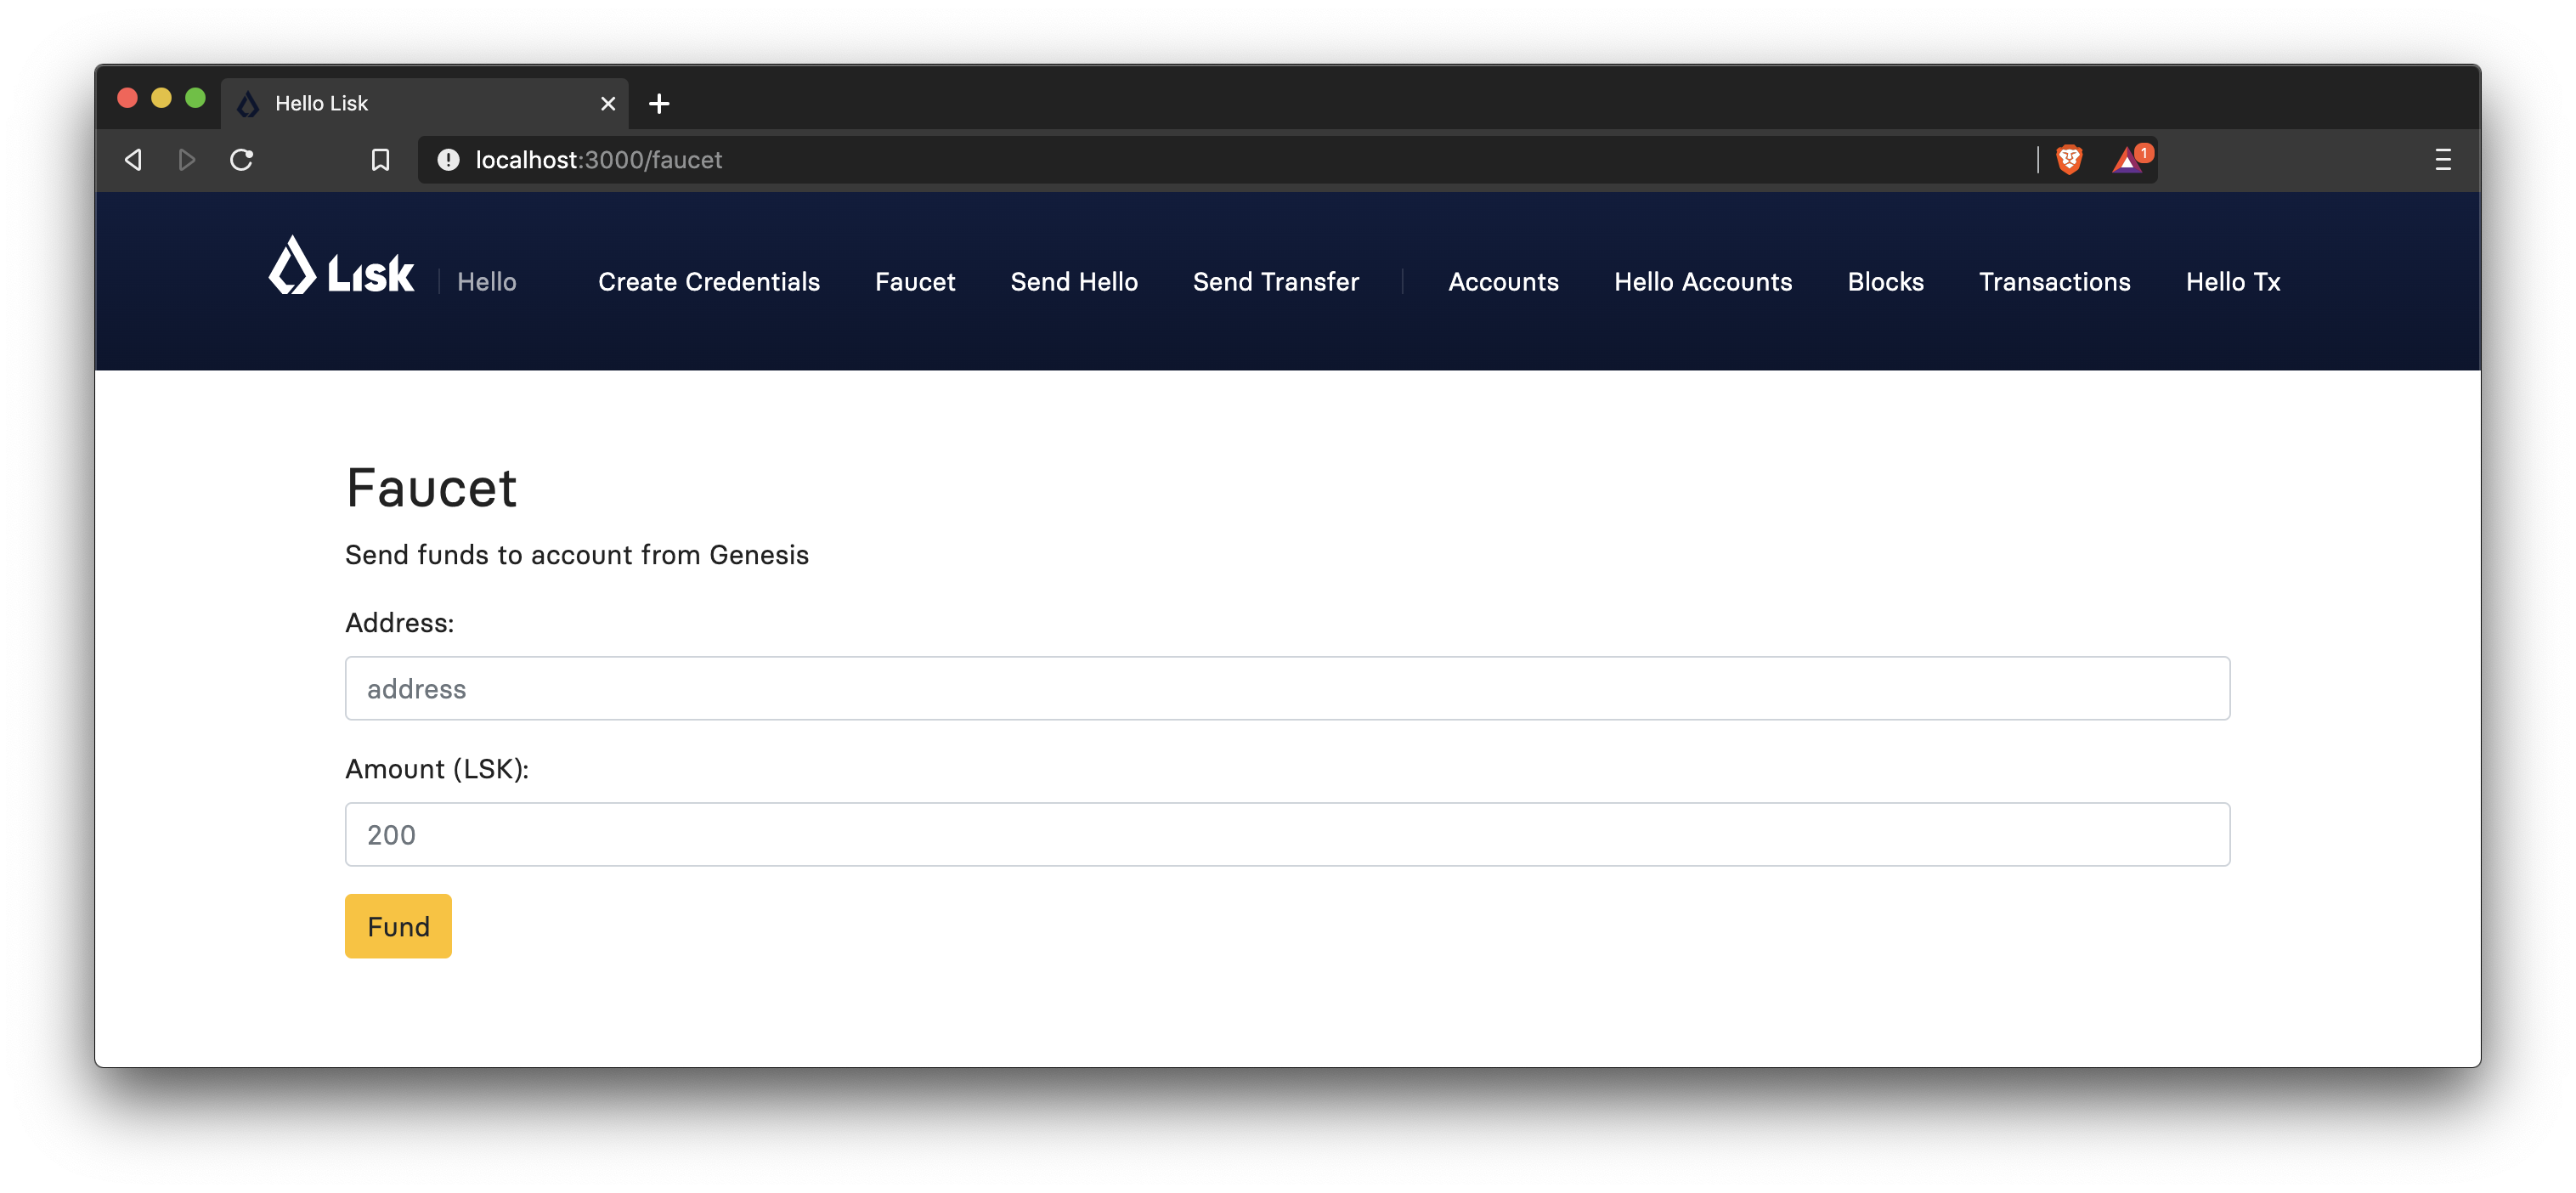 Hello Lisk
localhost:3000/faucet
1
Lisk Hello Create Credentials Faucet Send Hello Send Transfer Accounts Hello Accounts Blocks Transactions Hello Tx
Faucet
Send funds to account from Genesis
Address:
address
Amount (LSK):
200
Fund